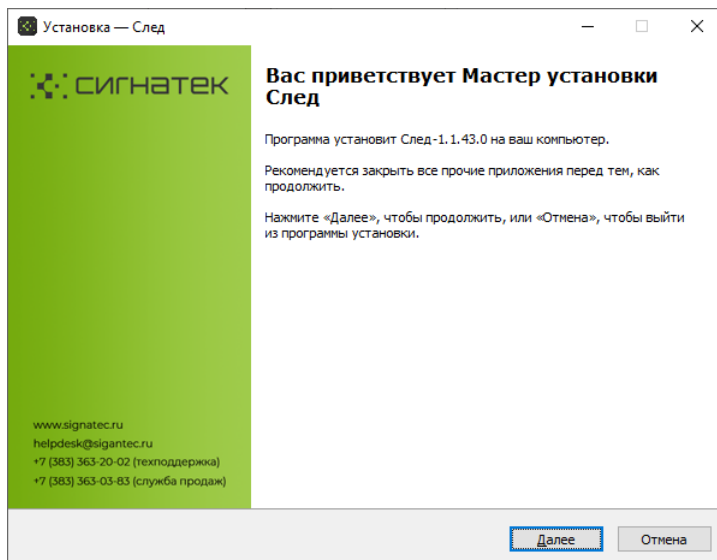 Установка — След
сигнатек
Вас приветствует Мастер установки
След
Программа установит След-1.1.43.0 на ваш компьютер.
Рекомендуется закрыть все прочие приложения перед тем, как
продолжить.
Нажмите «Далее», чтобы продолжить, или «Отмена», чтобы выйти
из программы установки.
www.signatec.ru
helpdesk@sigantec.ru
+7 (383) 363-20-02 (техподдержка)
+7 (383) 363-03-83 (служба продаж)
Далее
Отмена